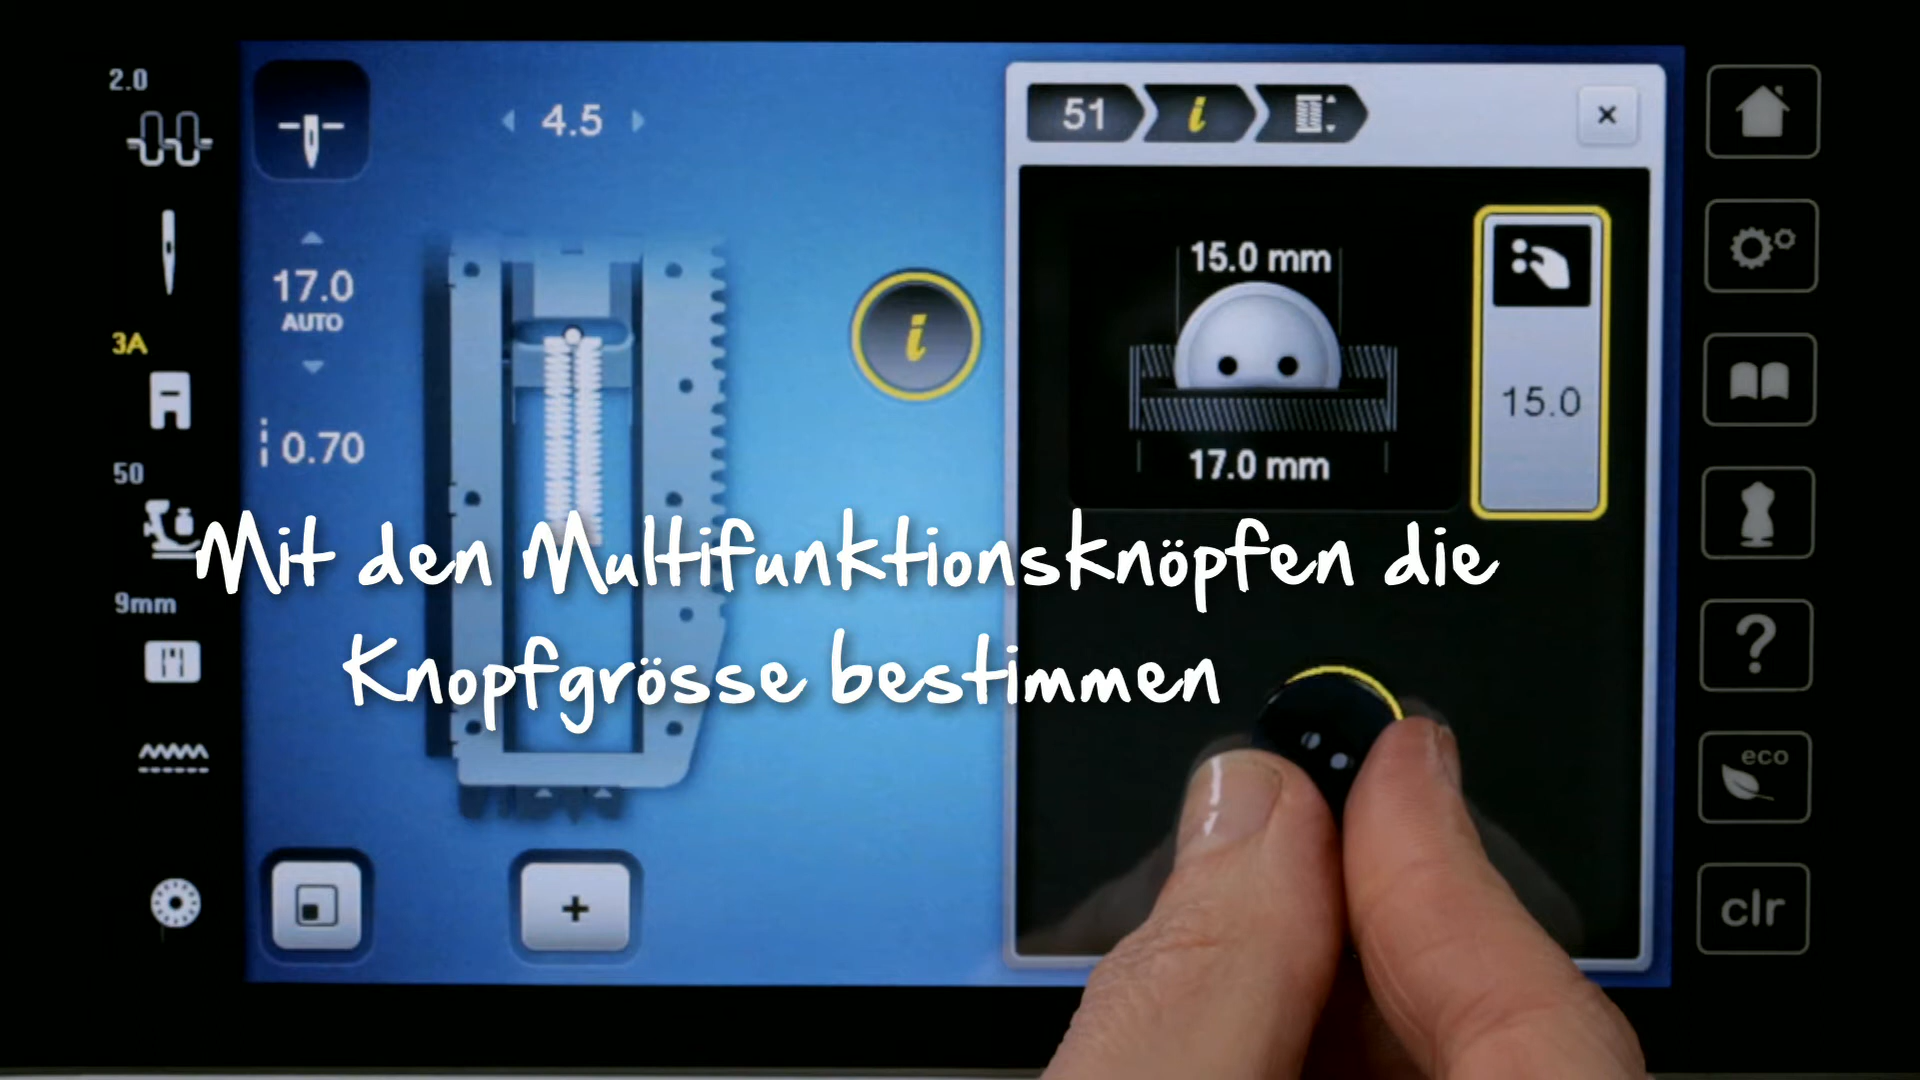 2.0
4.5
51
i
17.0
AUTO
15.0 mm
3A
i
15.0
0.70
17.0 mm
50
Mit den Multifunktionsknöpfen die
9mm
Knopfgrösse bestimmen
?
eco
+
clr